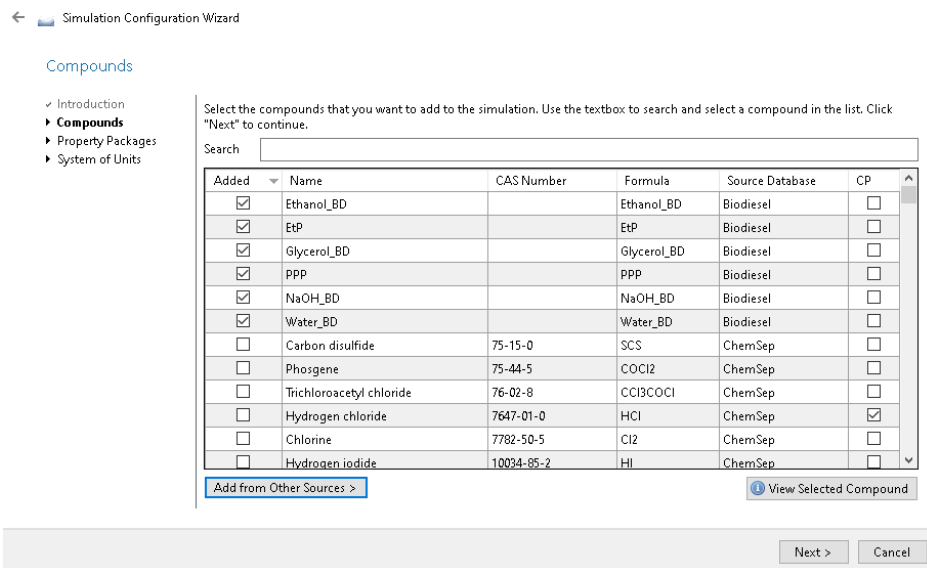 Simulation Configuration Wizard
Compounds
Introduction
Compounds
Property Packages
System of Units
Select the compounds that you want to add to the simulation. Use the textbox to search and select a compound in the list. Click
"Next" to continue.
Search
Added Name CAS Number Formula Source Database CP
Ethanol_BD Ethanol_BD Biodiesel
EtP EtP Biodiesel
Glycerol_BD Glycerol_BD Biodiesel
PPP PPP Biodiesel
NaOH_BD NaOH_BD Biodiesel
Water_BD Water_BD Biodiesel
Carbon disulfide 75-15-0 SCS ChemSep
Phosgene 75-44-5 COCl2 ChemSep
Trichloroacetyl chloride 76-02-8 CCl3COCl ChemSep
Hydrogen chloride 7647-01-0 HCl ChemSep
Chlorine 7782-50-5 Cl2 ChemSep
Hydrogen iodide 10034-85-2 HI ChemSep
Add from Other Sources >
View Selected Compound
Next >
Cancel